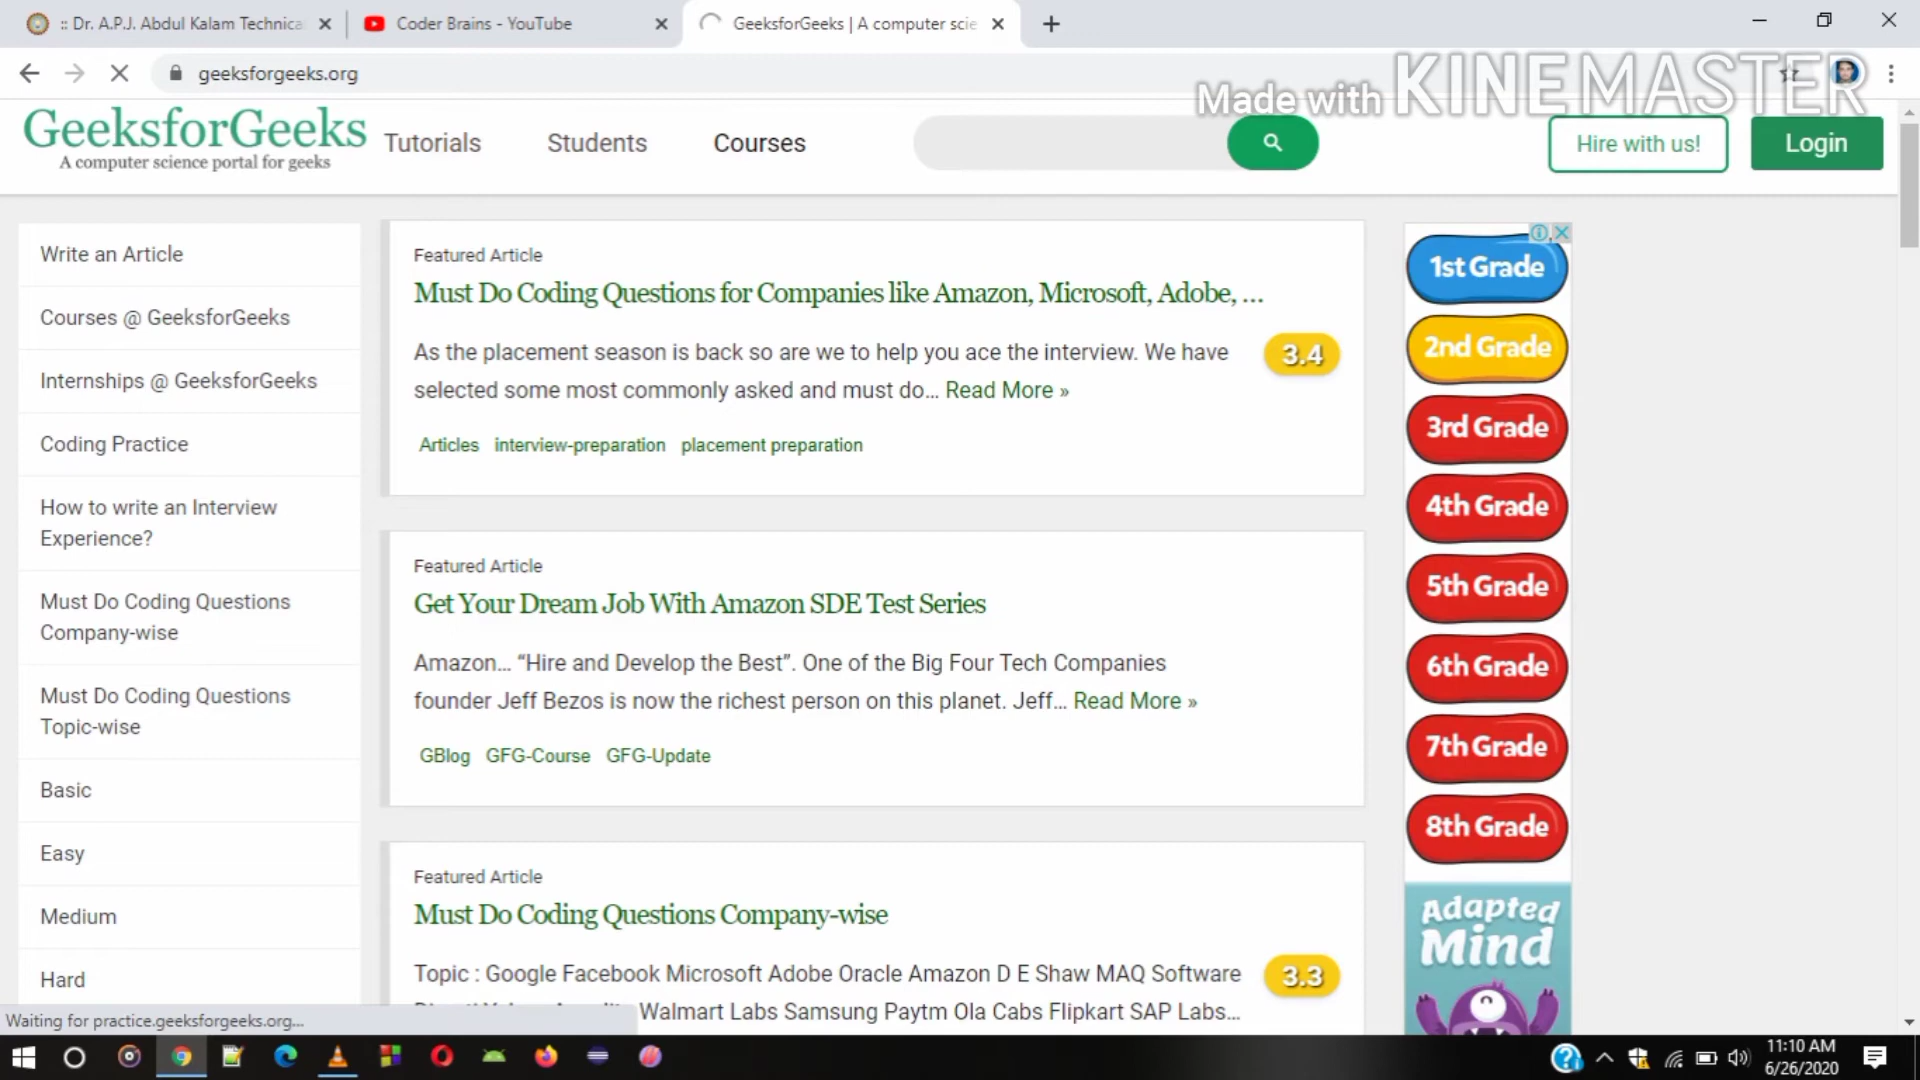 :: Dr. A.P.J. Abdul Kalam Technica
Coder Brains - YouTube
GeeksforGeeks | A computer scie
geeksforgeeks.org
Made with KINEMASTER
GeeksforGeeks
A computer science portal for geeks
Tutorials
Students
Courses
Hire with us!
Login
Write an Article
Courses @ GeeksforGeeks
Internships @ GeeksforGeeks
Coding Practice
How to write an Interview
Experience?
Must Do Coding Questions
Company-wise
Must Do Coding Questions
Topic-wise
Basic
Easy
Medium
Hard
Featured Article
Must Do Coding Questions for Companies like Amazon, Microsoft, Adobe, ...
As the placement season is back so are we to help you ace the interview. We have
selected some most commonly asked and must do... Read More »
3.4
Articles interview-preparation placement preparation
Featured Article
Get Your Dream Job With Amazon SDE Test Series
Amazon... “Hire and Develop the Best”. One of the Big Four Tech Companies
founder Jeff Bezos is now the richest person on this planet. Jeff... Read More »
GBlog GFG-Course GFG-Update
Featured Article
Must Do Coding Questions Company-wise
Topic : Google Facebook Microsoft Adobe Oracle Amazon D E Shaw MAQ Software
Walmart Labs Samsung Paytm Ola Cabs Flipkart SAP Labs...
3.3
1st Grade
2nd Grade
3rd Grade
4th Grade
5th Grade
6th Grade
7th Grade
8th Grade
Adapted
Mind
Waiting for practice.geeksforgeeks.org...
11:10 AM
6/26/2020